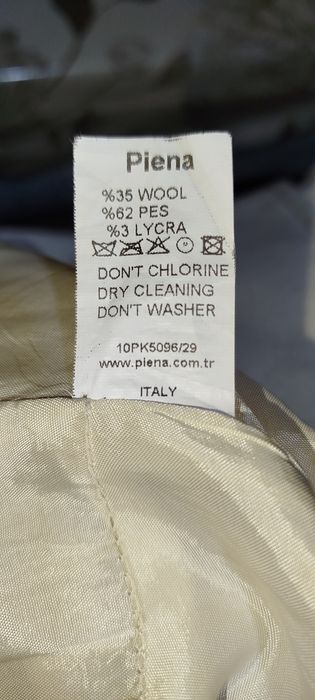 Piena
%35 WOOL
%62 PES
%3 LYCRA
DON'T CHLORINE
DRY CLEANING
DON'T WASHER
10PK5096/29
www.piena.com.tr
ITALY